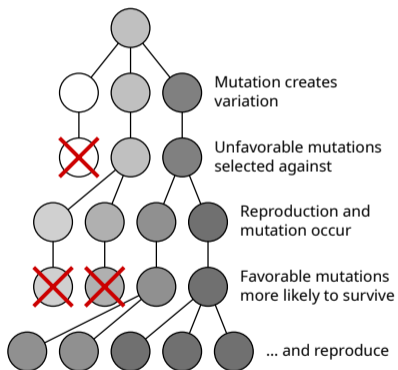 Mutation creates
variation
Unfavorable mutations
selected against
Reproduction and
mutation occur
Favorable mutations
more likely to survive
... and reproduce